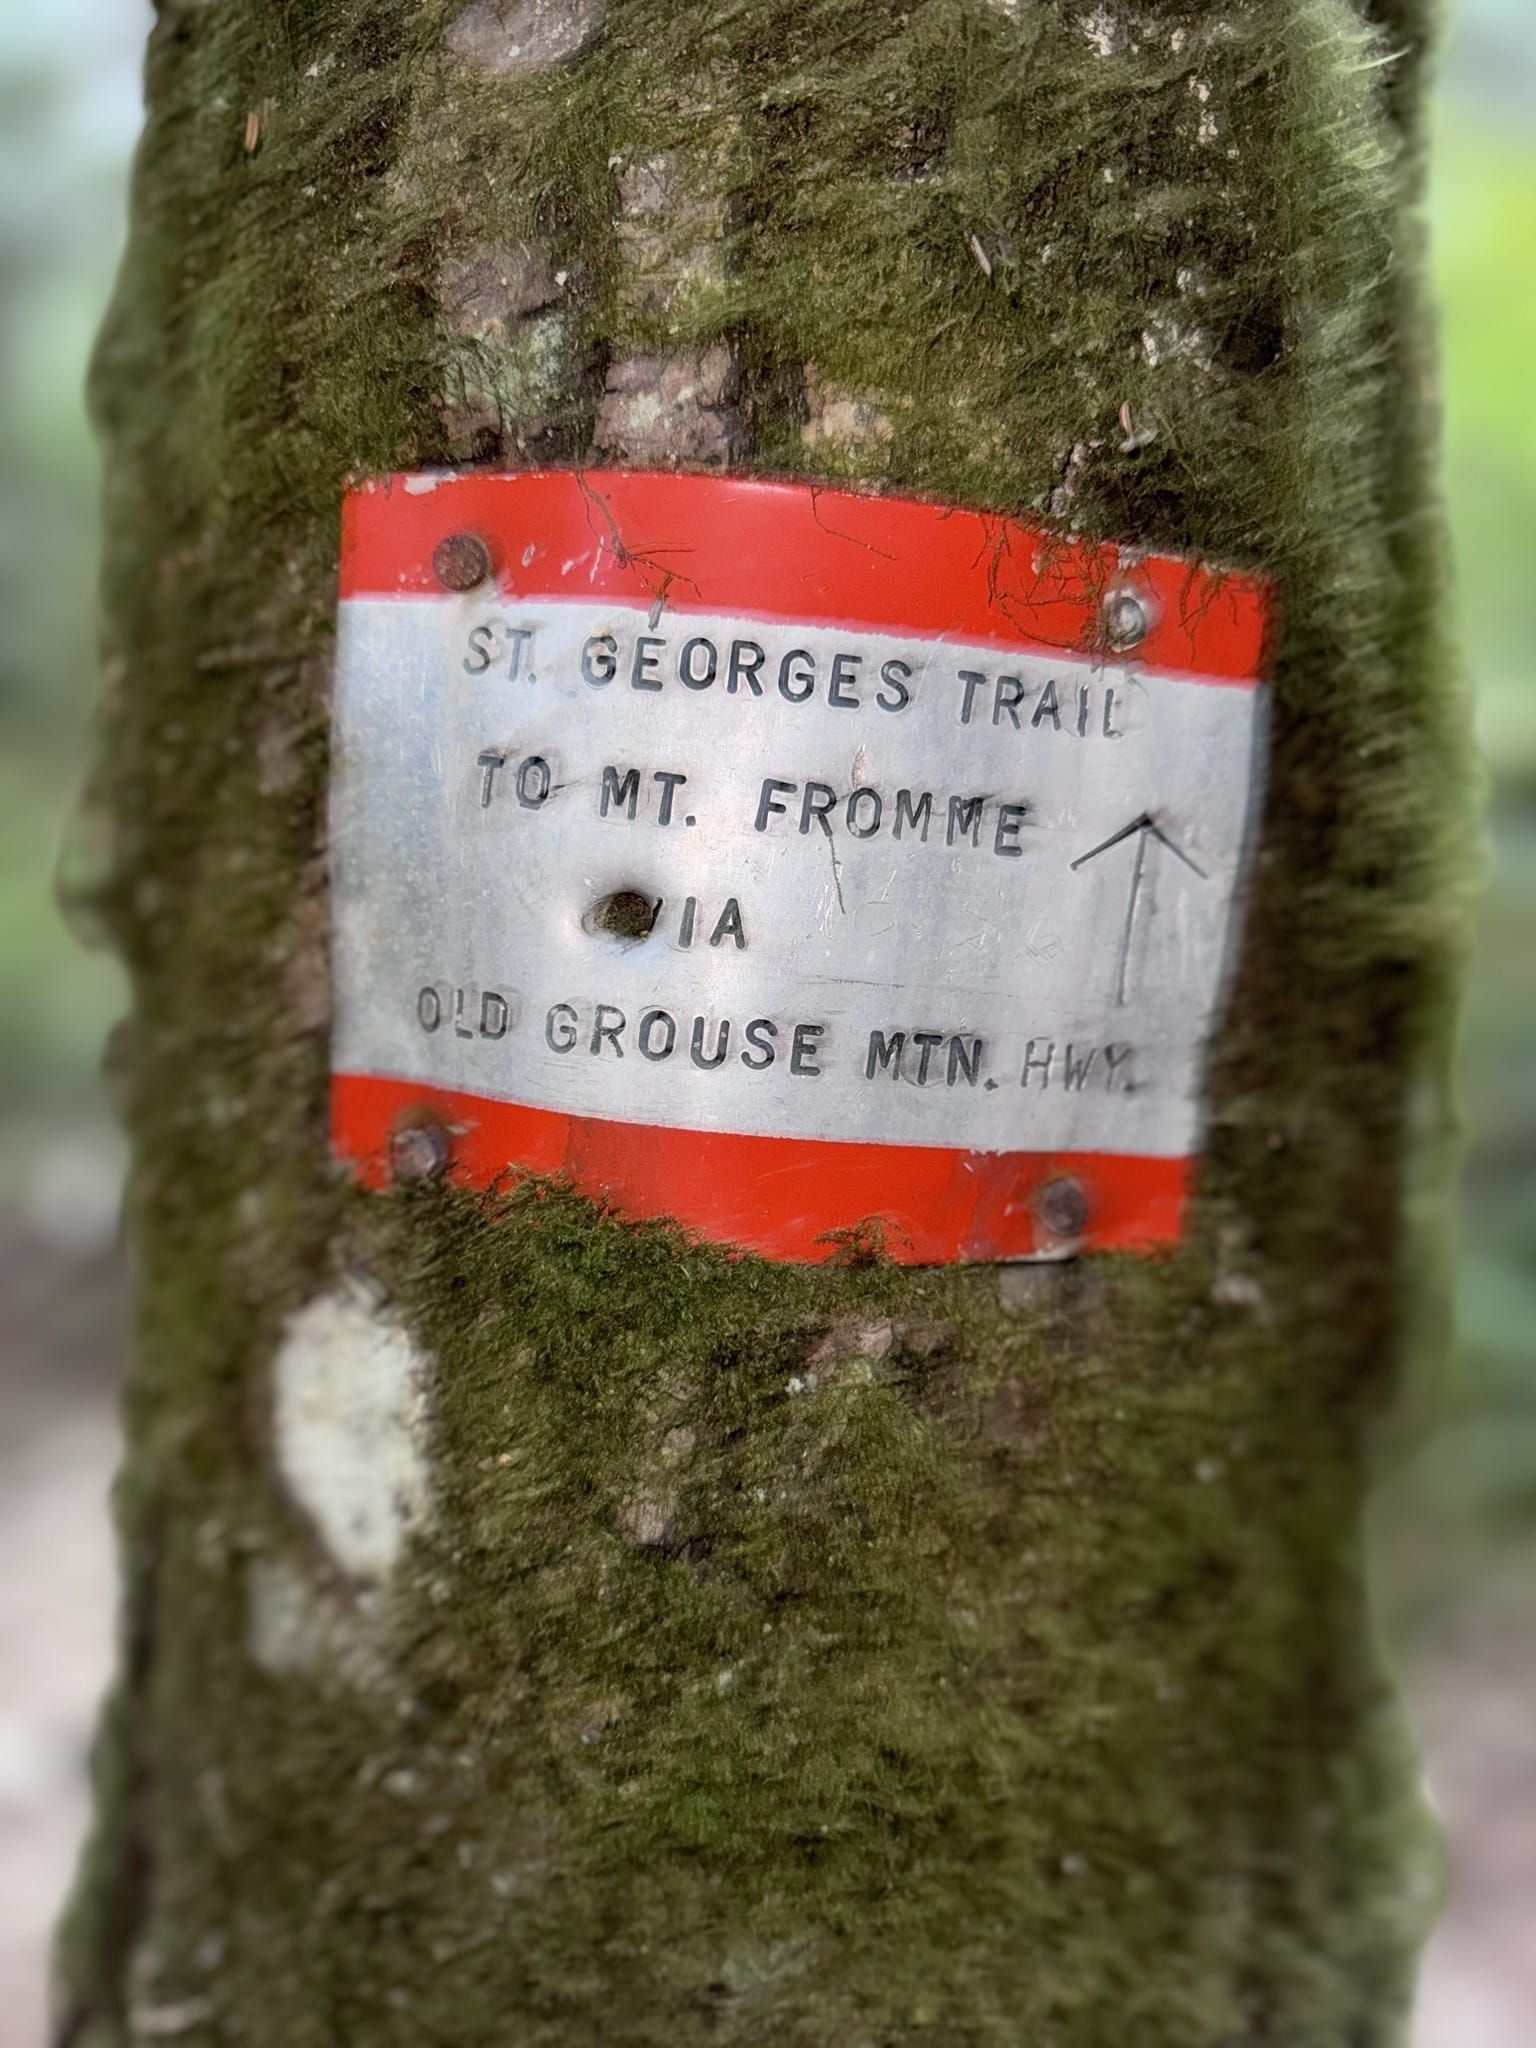 ST. GEORGES TRAIL
TO MT. FROMME
VIA
OLD GROUSE MTN. HWY.